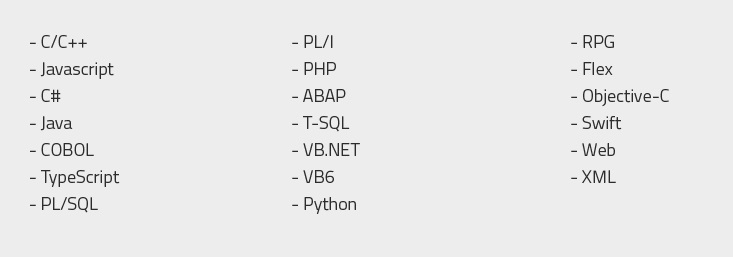 - C/C++
- Javascript
- C#
- Java
- COBOL
- TypeScript
- PL/SQL
- PL/I
- PHP
- ABAP
- T-SQL
- VB.NET
- VB6
- Python
- RPG
- Flex
- Objective-C
- Swift
- Web
- XML